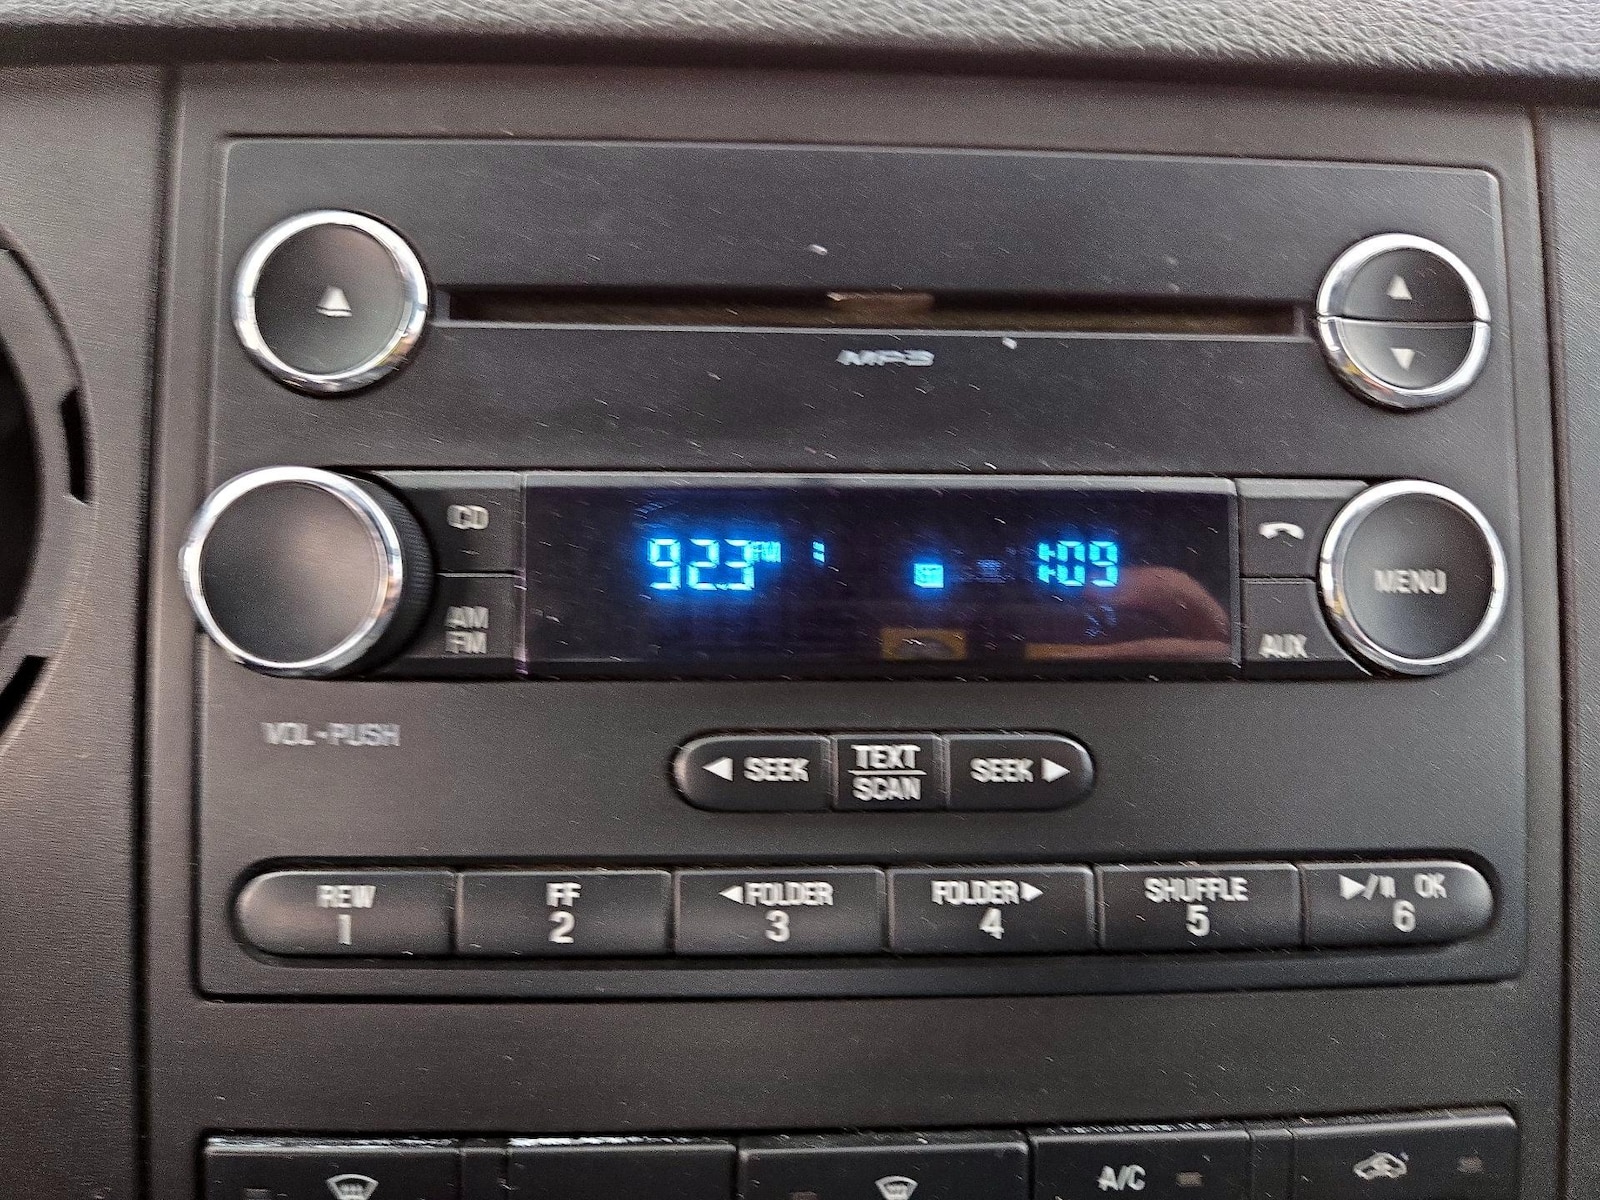 MP3
CD
92.3 FM
ST
1:09
AM
FM
AUX
MENU
VOL-PUSH
SEEK
TEXT
SCAN
SEEK
REW
1
FF
2
FOLDER
3
FOLDER
4
SHUFFLE
5
OK
6
A/C